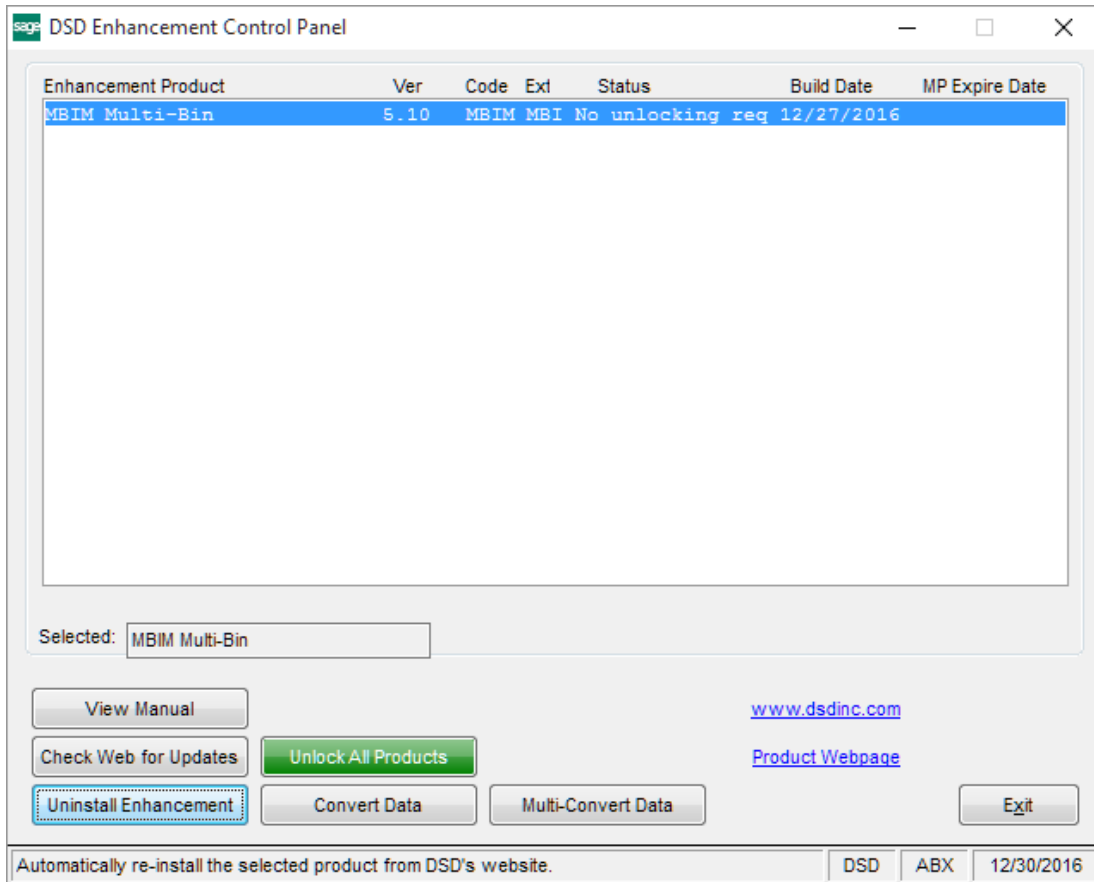 sage DSD Enhancement Control Panel
Enhancement Product Ver Code Ext Status Build Date MP Expire Date
MBIM Multi-Bin 5.10 MBIM MBI No unlocking req 12/27/2016
Selected: MBIM Multi-Bin
View Manual www.dsdinc.com
Check Web for Updates Unlock All Products Product Webpage
Uninstall Enhancement Convert Data Multi-Convert Data Exit
Automatically re-install the selected product from DSD's website. DSD ABX 12/30/2016